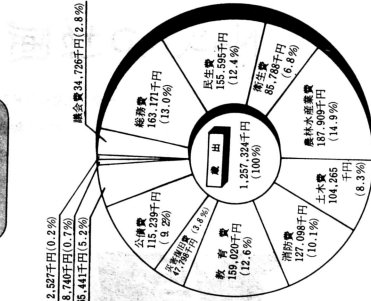 議会費34,726千円(2.8%)
総務費
163,171千円
(13.0%)
民生費
155,595千円
(12.4%)
衛生費
85,788千円
(6.8%)
農林水産業費
187,909千円
(14.9%)
土木費
104,265
千円
(8.3%)
消防費
127,098千円
(10.1%)
教育費
159,020千円
(12.6%)
災害復旧費
47,798千円(3.8%)
公債費
115,239千円
(9.2%)
2,527千円(0.2%)
8,740千円(0.7%)
5,441千円(5.2%)
歳出
1,257,324千円
(100%)